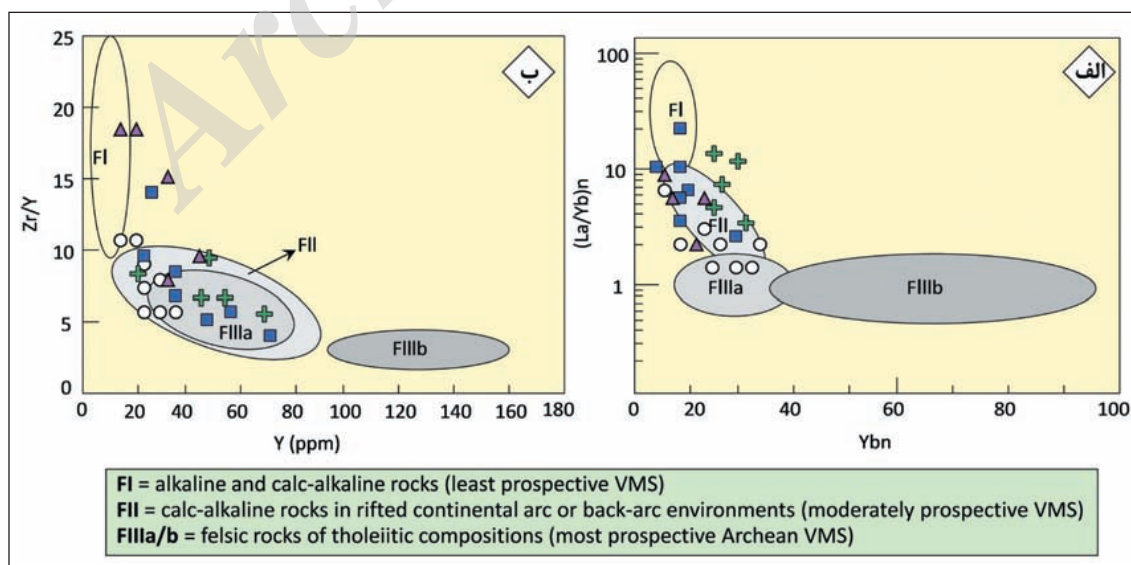 Arc
25
20
15
10
5
0
Zr/Y
0
20
40
60
80
100
120
140
160
180
Y (ppm)
FI
FII
FIIIa
FIIIb
ب
100
10
1
(La/Yb)n
0
20
40
60
80
100
Ybn
FI
FII
FIIIa
FIIIb
الف
FI = alkaline and calc-alkaline rocks (least prospective VMS)
FII = calc-alkaline rocks in rifted continental arc or back-arc environments (moderately prospective VMS)
FIIIa/b = felsic rocks of tholeiitic compositions (most prospective Archean VMS)